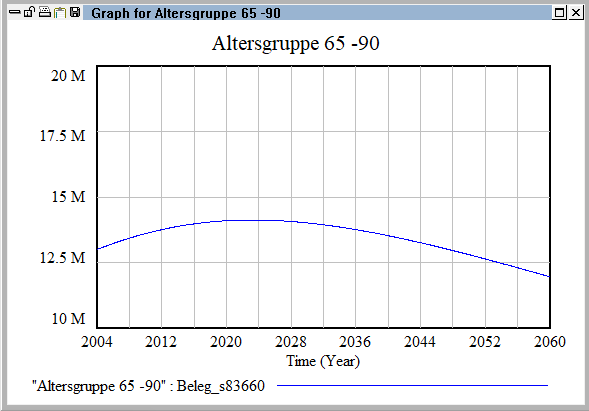 Graph for Altersgruppe 65 -90
Altersgruppe 65 -90
20 M
17.5 M
15 M
12.5 M
10 M
2004 2012 2020 2028 2036 2044 2052 2060
Time (Year)
"Altersgruppe 65 -90" : Beleg_s83660